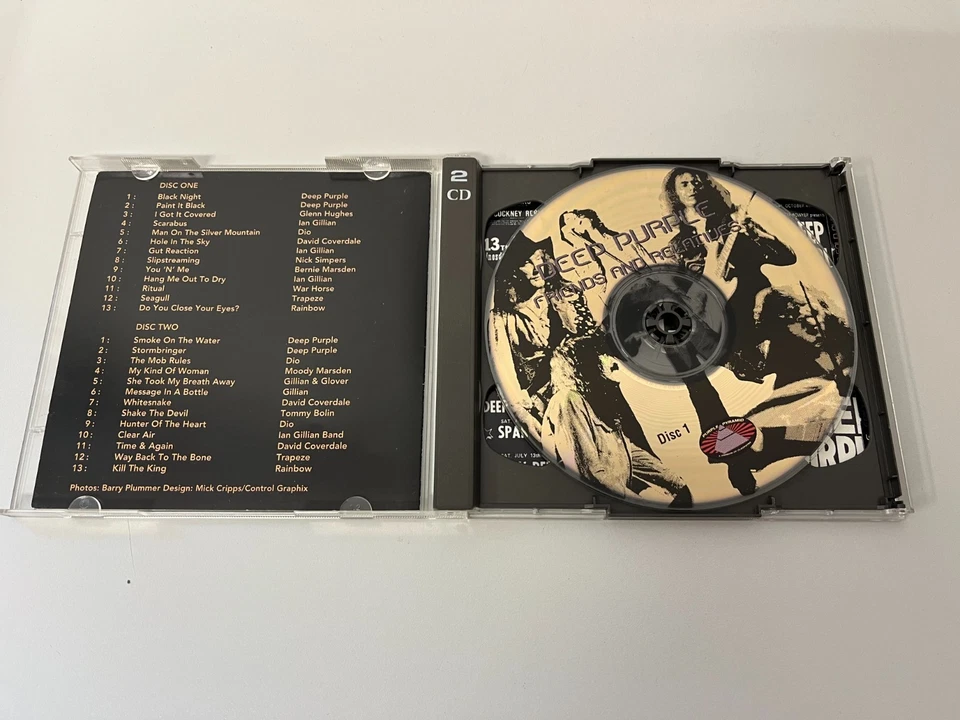 DISC ONE
1: Black Night Deep Purple
2: Paint It Black Deep Purple
3: I Got It Covered Glenn Hughes
4: Scarabus Ian Gillian
5: Man On The Silver Mountain Dio
6: Hole In The Sky David Coverdale
7: Gut Reaction Ian Gillian
8: Slipstreaming Nick Simpers
9: You 'N' Me Bernie Marsden
10: Hang Me Out To Dry Ian Gillian
11: Ritual War Horse
12: Seagull Trapeze
13: Do You Close Your Eyes? Rainbow
DISC TWO
1: Smoke On The Water Deep Purple
2: Stormbringer Deep Purple
3: The Mob Rules Dio
4: My Kind Of Woman Moody Marsden
5: She Took My Breath Away Gillian & Glover
6: Message In A Bottle Gillian
7: Whitesnake David Coverdale
8: Shake The Devil Tommy Bolin
9: Hunter Of The Heart Dio
10: Clear Air Ian Gillian Band
11: Time & Again David Coverdale
12: Way Back To The Bone Trapeze
13: Kill The King Rainbow
Photos: Barry Plummer Design: Mick Cripps/Control Graphix
2
CD
DEEP PURPLE
FRIENDS AND RELATIVES
Disc 1
DEEP
SPA
SAT. JULY 13th